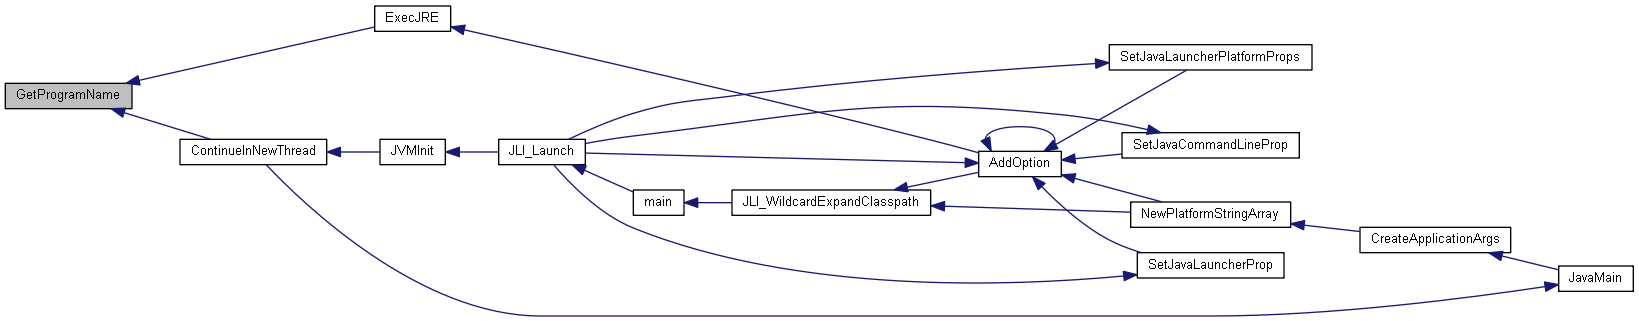 ExecJRE
SetJavaLauncherPlatformProps
GetProgramName
SetJavaCommandLineProp
ContinueInNewThread
JVMInit
JLI_Launch
AddOption
main
JLI_WildcardExpandClasspath
NewPlatformStringArray
CreateApplicationArgs
SetJavaLauncherProp
JavaMain